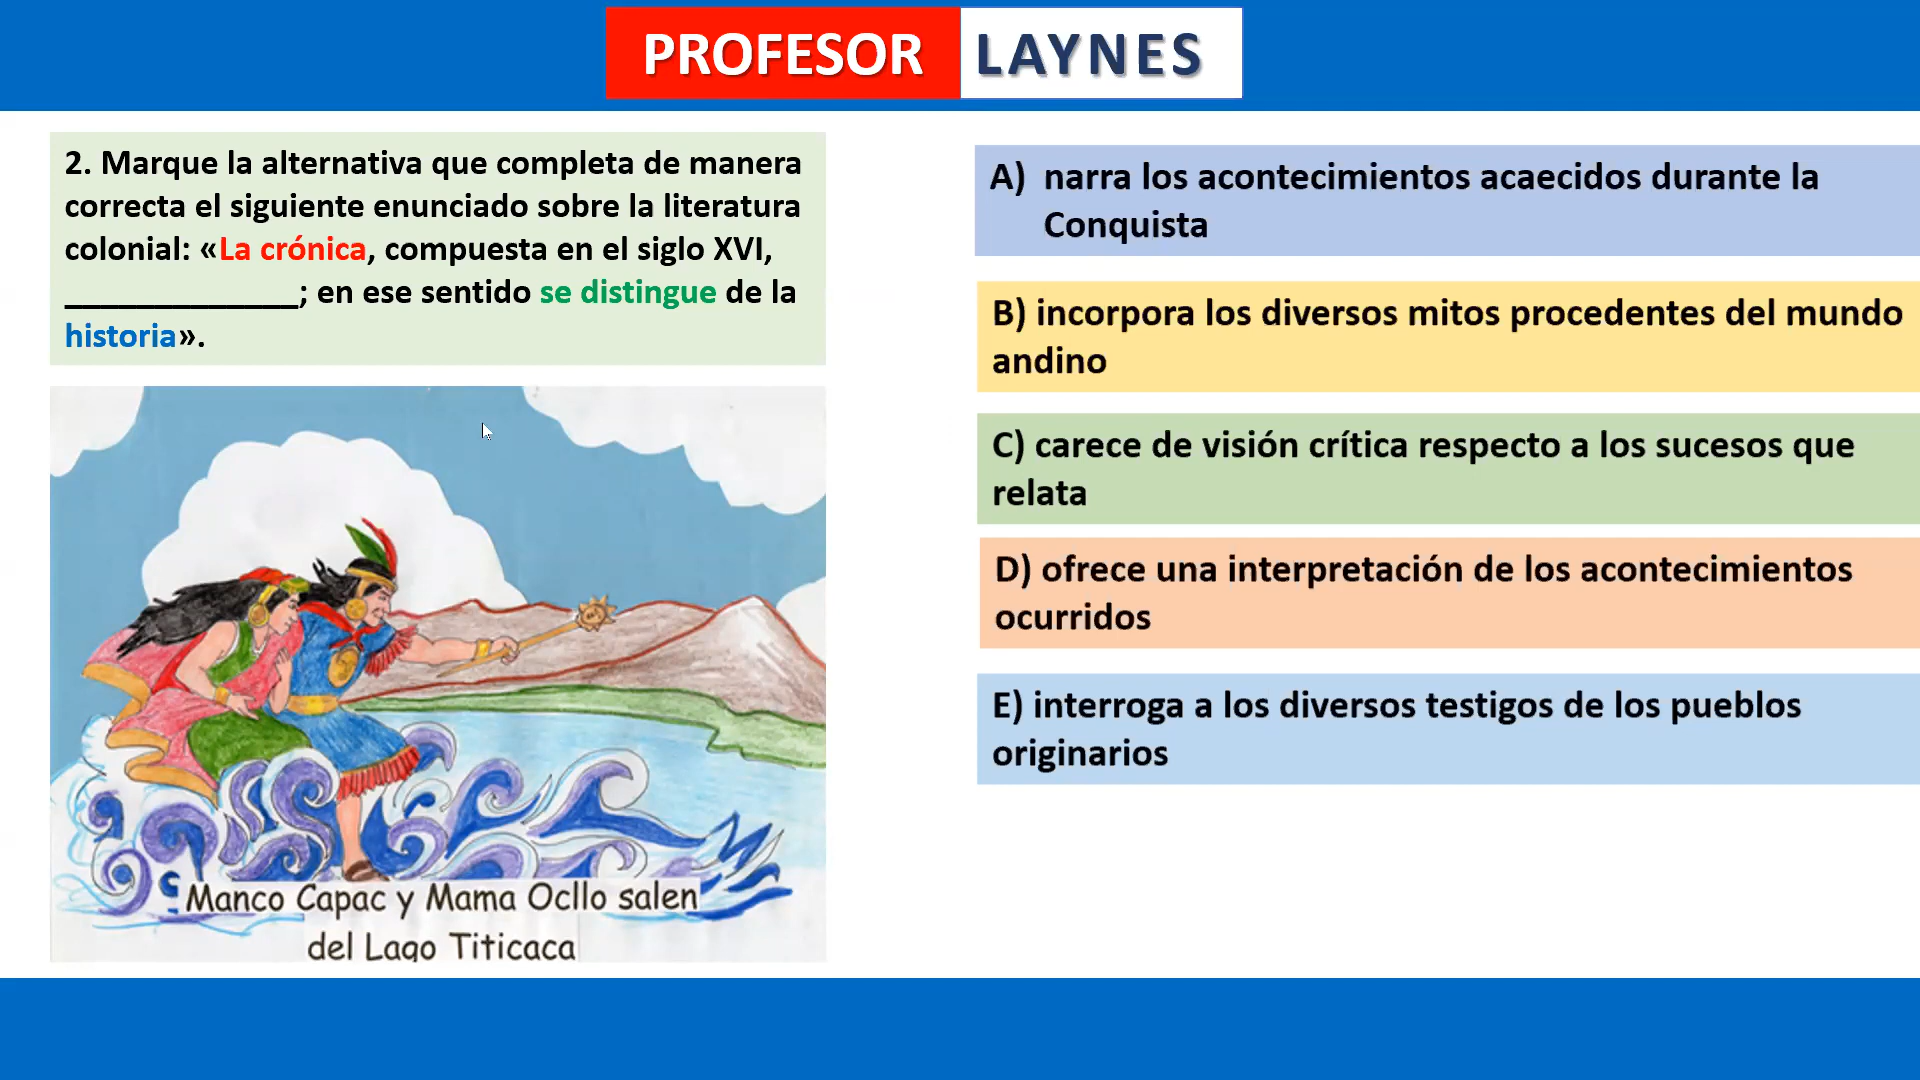 PROFESOR LAYNES
2. Marque la alternativa que completa de manera
correcta el siguiente enunciado sobre la literatura
colonial: «La crónica, compuesta en el siglo XVI,
_____________; en ese sentido se distingue de la
historia».
Manco Capac y Mama Ocllo salen
del Lago Titicaca
A) narra los acontecimientos acaecidos durante la
Conquista
B) incorpora los diversos mitos procedentes del mundo
andino
C) carece de visión crítica respecto a los sucesos que
relata
D) ofrece una interpretación de los acontecimientos
ocurridos
E) interroga a los diversos testigos de los pueblos
originarios